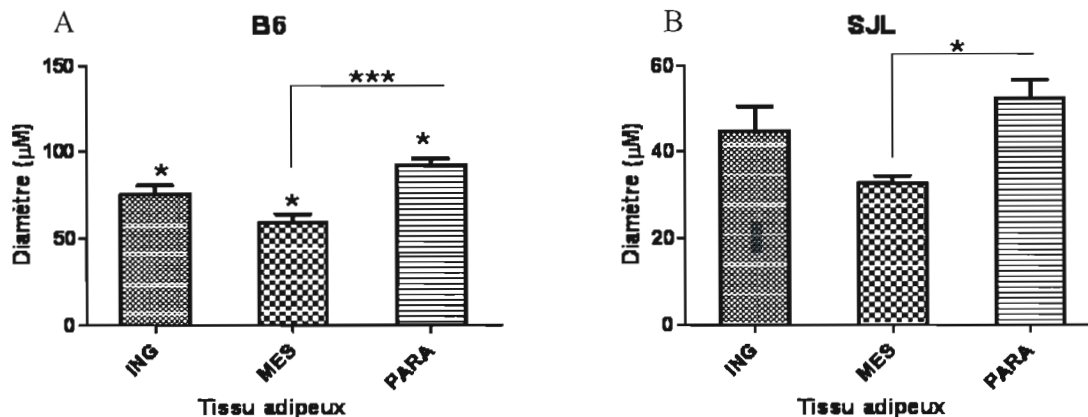 A
B6
150
100
50
0
Diamètre (µM)
***
*
*
*
ING
MES
PARA
Tissu adipeux
B
SJL
60
40
20
0
Diamètre (µM)
*
ING
MES
PARA
Tissu adipeux